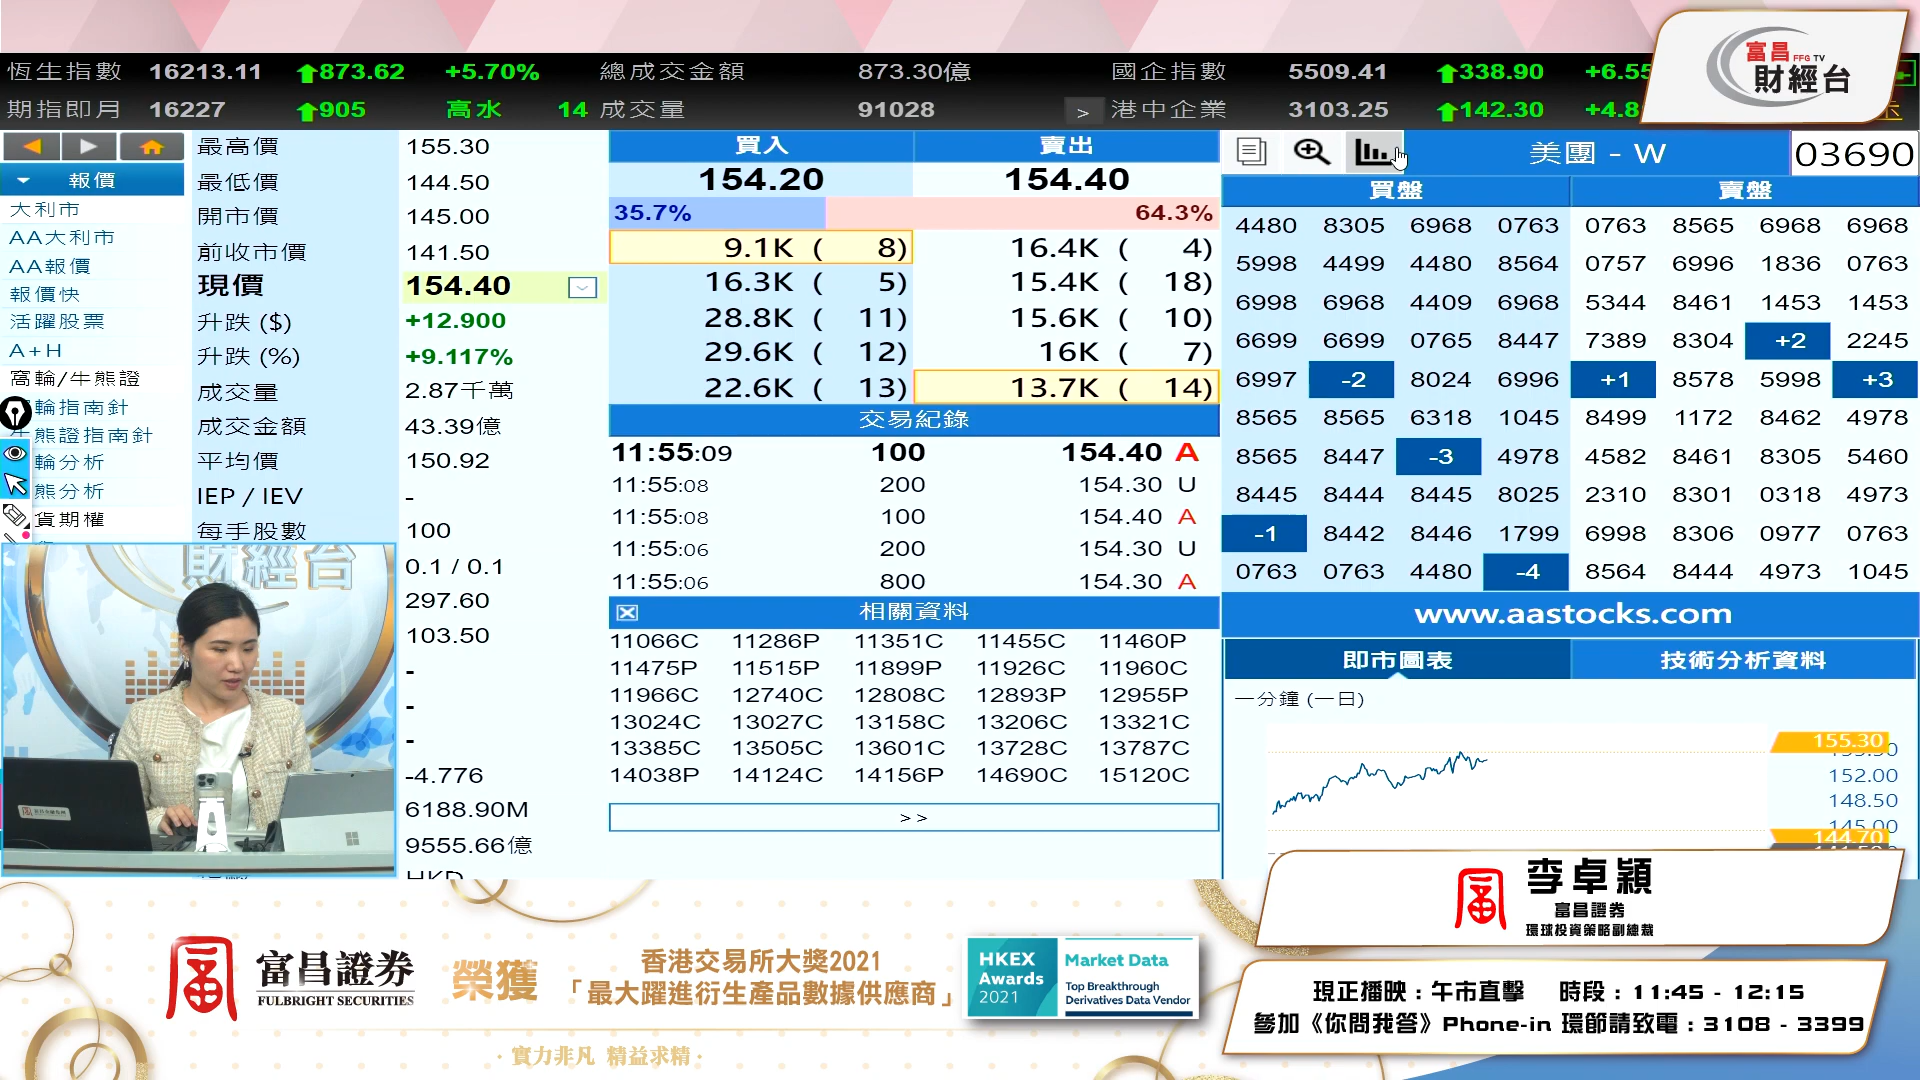 恆生指數 16213.11 873.62 +5.70% 總成交金額 873.30億 國企指數 5509.41 338.90 +6.55
期指即月 16227 905 高水 14 成交量 91028 > 港中企業 3103.25 142.30 +4.8
富昌 FFG TV
財經台
報價
大利市
AA大利市
AA報價
報價快
活躍股票
A+H
窩輪/牛熊證
輪指南針
牛熊證指南針
輪分析
熊分析
貨期權
最高價 155.30
最低價 144.50
開市價 145.00
前收市價 141.50
現價 154.40
升跌 ($) +12.900
升跌 (%) +9.117%
成交量 2.87千萬
成交金額 43.39億
平均價 150.92
IEP / IEV -
每手股數 100
0.1 / 0.1
297.60
103.50
-
-
-
-4.776
6188.90M
9555.66億
HKD
買入 賣出
154.20 154.40
35.7% 64.3%
9.1K ( 8) 16.4K ( 4)
16.3K ( 5) 15.4K ( 18)
28.8K ( 11) 15.6K ( 10)
29.6K ( 12) 16K ( 7)
22.6K ( 13) 13.7K ( 14)
交易紀錄
11:55:09 100 154.40 A
11:55:08 200 154.30 U
11:55:08 100 154.40 A
11:55:06 200 154.30 U
11:55:06 800 154.30 A
相關資料
11066C 11286P 11351C 11455C 11460P
11475P 11515P 11899P 11926C 11960C
11966C 12740C 12808C 12893P 12955P
13024C 13027C 13158C 13206C 13321C
13385C 13505C 13601C 13728C 13787C
14038P 14124C 14156P 14690C 15120C
>>
美團 - W 03690
買盤 賣盤
4480 8305 6968 0763 0763 8565 6968 6968
5998 4499 4480 8564 0757 6996 1836 0763
6998 6968 4409 6968 5344 8461 1453 1453
6699 6699 0765 8447 7389 8304 +2 2245
6997 -2 8024 6996 +1 8578 5998 +3
8565 8565 6318 1045 8499 1172 8462 4978
8565 8447 -3 4978 4582 8461 8305 5460
8445 8444 8445 8025 2310 8301 0318 4973
-1 8442 8446 1799 6998 8306 0977 0763
0763 0763 4480 -4 8564 8444 4973 1045
www.aastocks.com
即市圖表 技術分析資料
一分鐘 (一日)
155.30
152.00
148.50
145.00
144.70
財經台
李卓穎
富昌證券
環球投資策略副總裁
富昌證券
FULBRIGHT SECURITIES
榮獲
香港交易所大獎2021
「最大躍進衍生產品數據供應商」
HKEX
Awards
2021
Market Data
Top Breakthrough
Derivatives Data Vendor
· 實力非凡 精益求精 ·
現正播映：午市直擊 時段：11:45 - 12:15
參加《你問我答》Phone-in 環節請致電：3108 - 3399